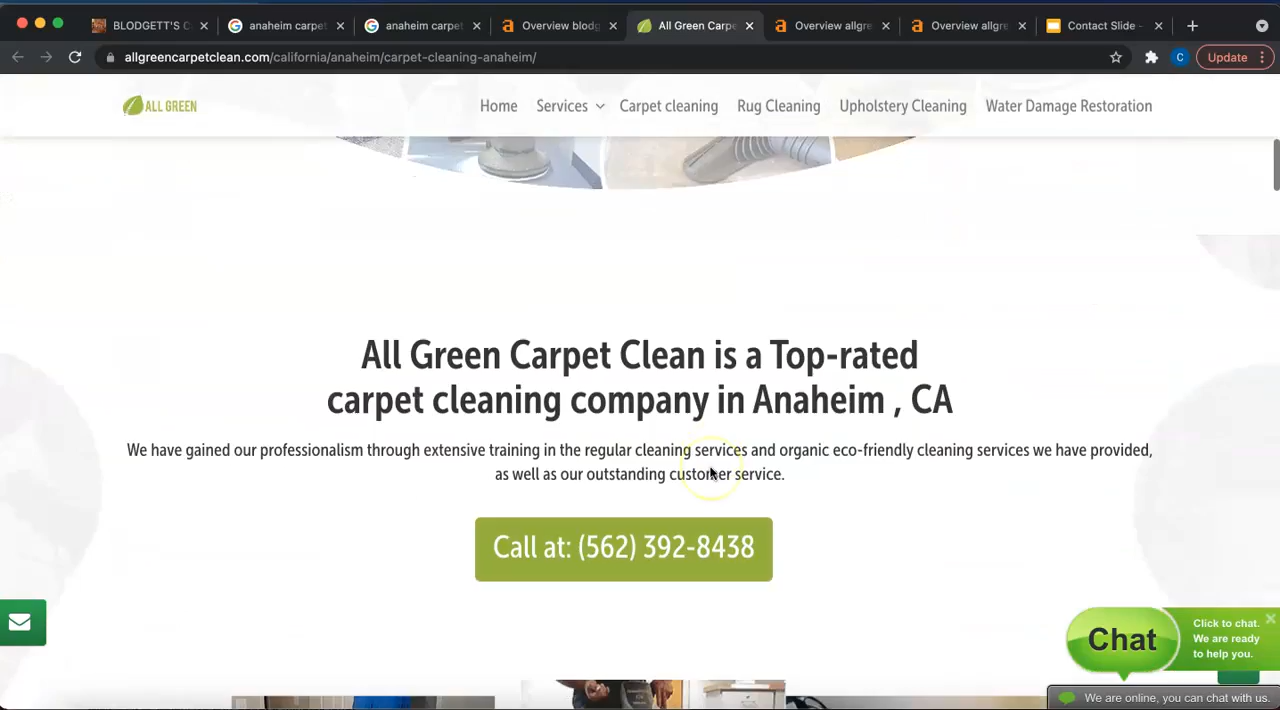 BLODGETT'S C
anaheim carpet
anaheim carpet
Overview blodg
All Green Carpe
Overview allgre
Overview allgre
Contact Slide -
allgreencarpetclean.com/california/anaheim/carpet-cleaning-anaheim/
C
Update
ALL GREEN
Home
Services
Carpet cleaning
Rug Cleaning
Upholstery Cleaning
Water Damage Restoration
All Green Carpet Clean is a Top-rated
carpet cleaning company in Anaheim , CA
We have gained our professionalism through extensive training in the regular cleaning services and organic eco-friendly cleaning services we have provided,
as well as our outstanding customer service.
Call at: (562) 392-8438
Chat
Click to chat.
We are ready
to help you.
We are online, you can chat with us.